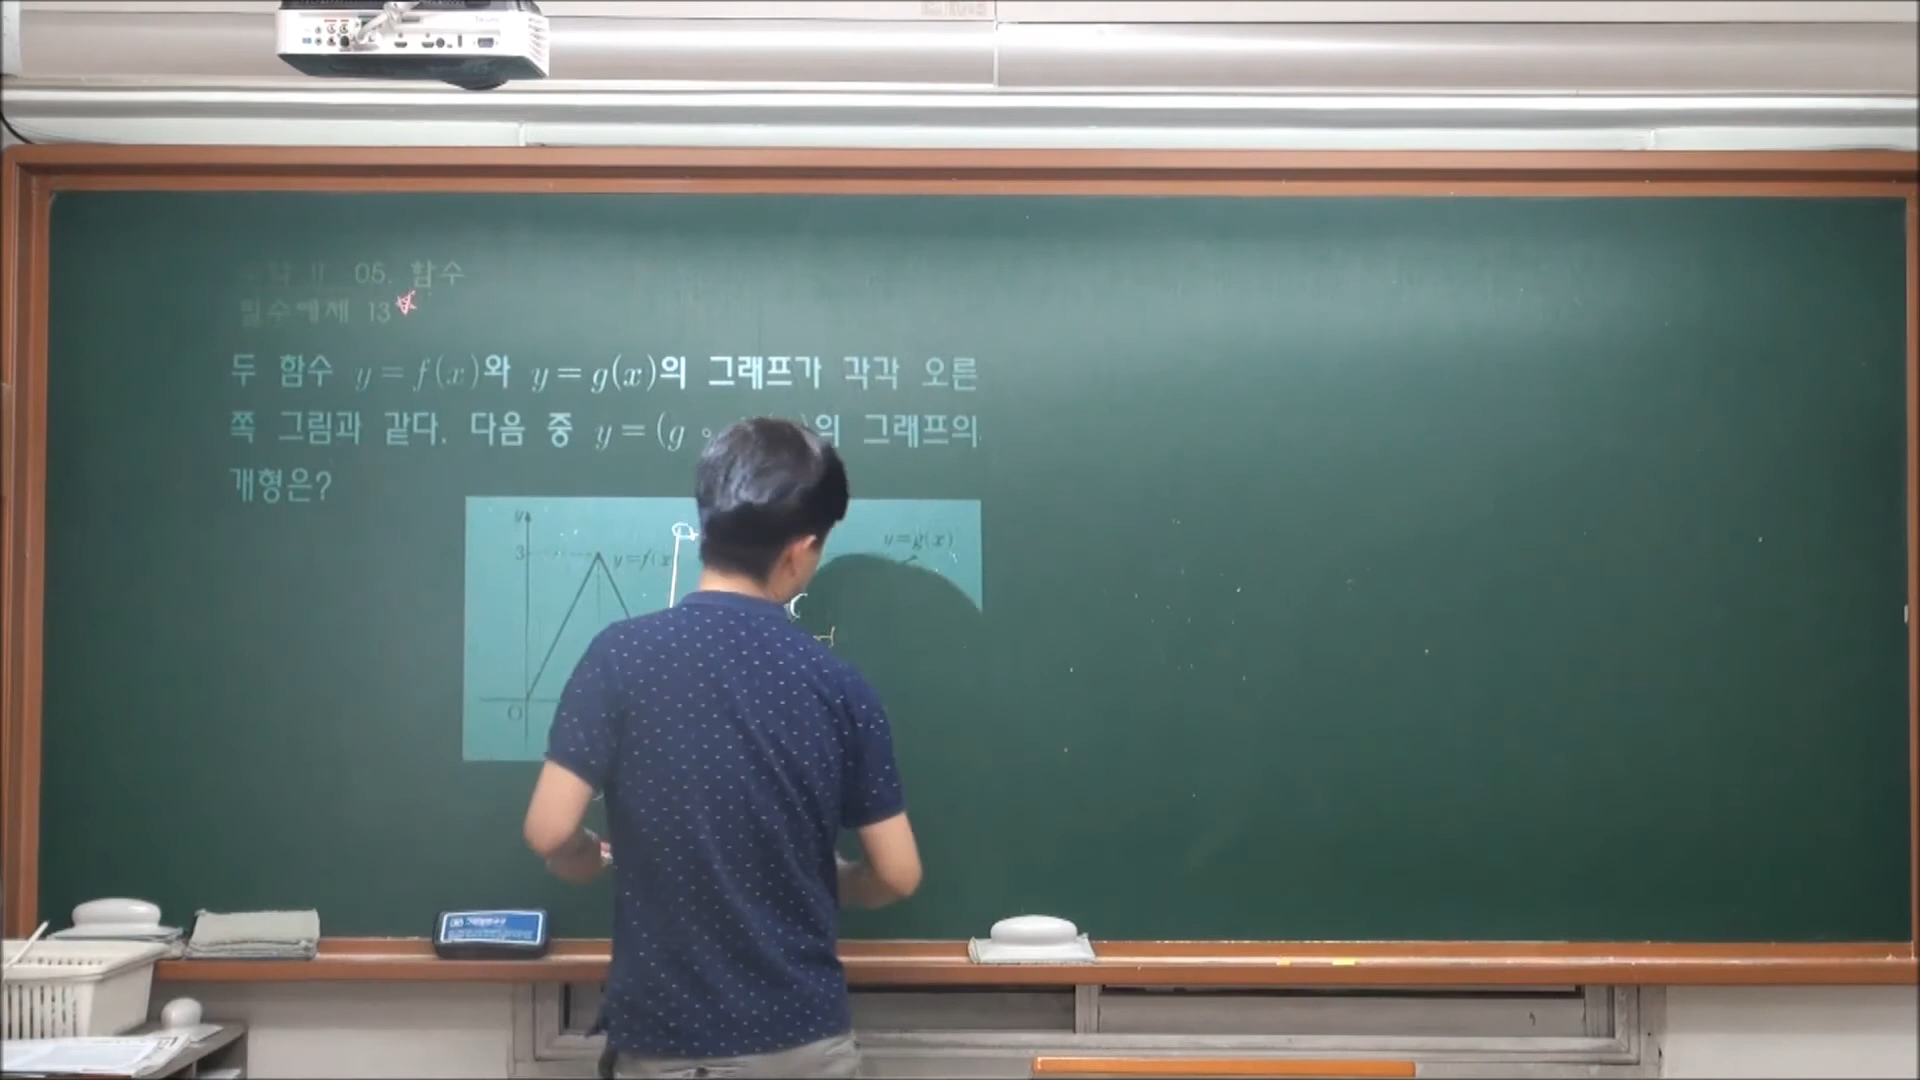 05. 함수
필수예제 13
두 함수 y = f(x)와 y = g(x)의 그래프가 각각 오른
쪽 그림과 같다. 다음 중 y = (g ∘ 의 그래프의
개형은?
y
3
y=f(x
y=g(x)
O